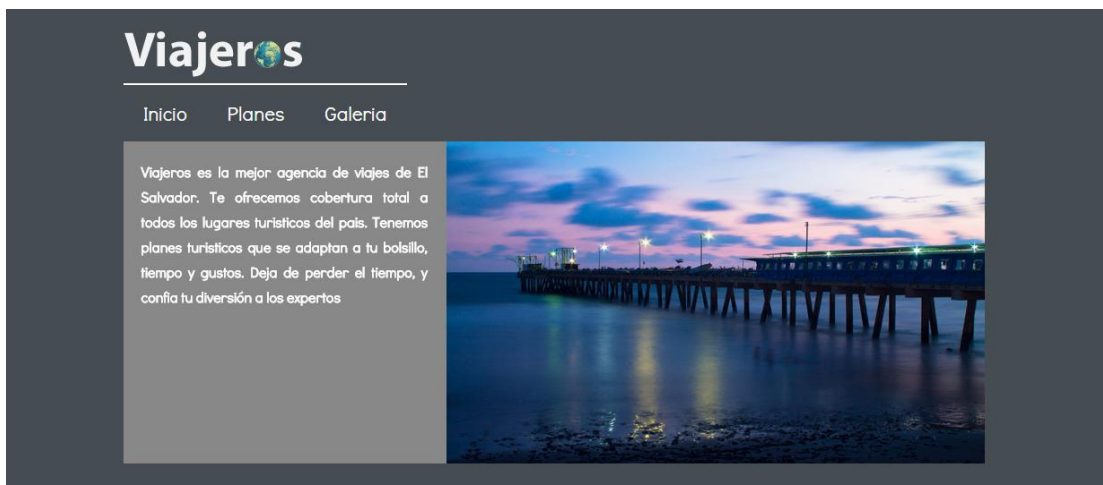 Viajeros
Inicio Planes Galeria
Viajeros es la mejor agencia de viajes de El
Salvador. Te ofrecemos cobertura total a
todos los lugares turisticos del pais. Tenemos
planes turisticos que se adaptan a tu bolsillo,
tiempo y gustos. Deja de perder el tiempo, y
confia tu diversión a los expertos